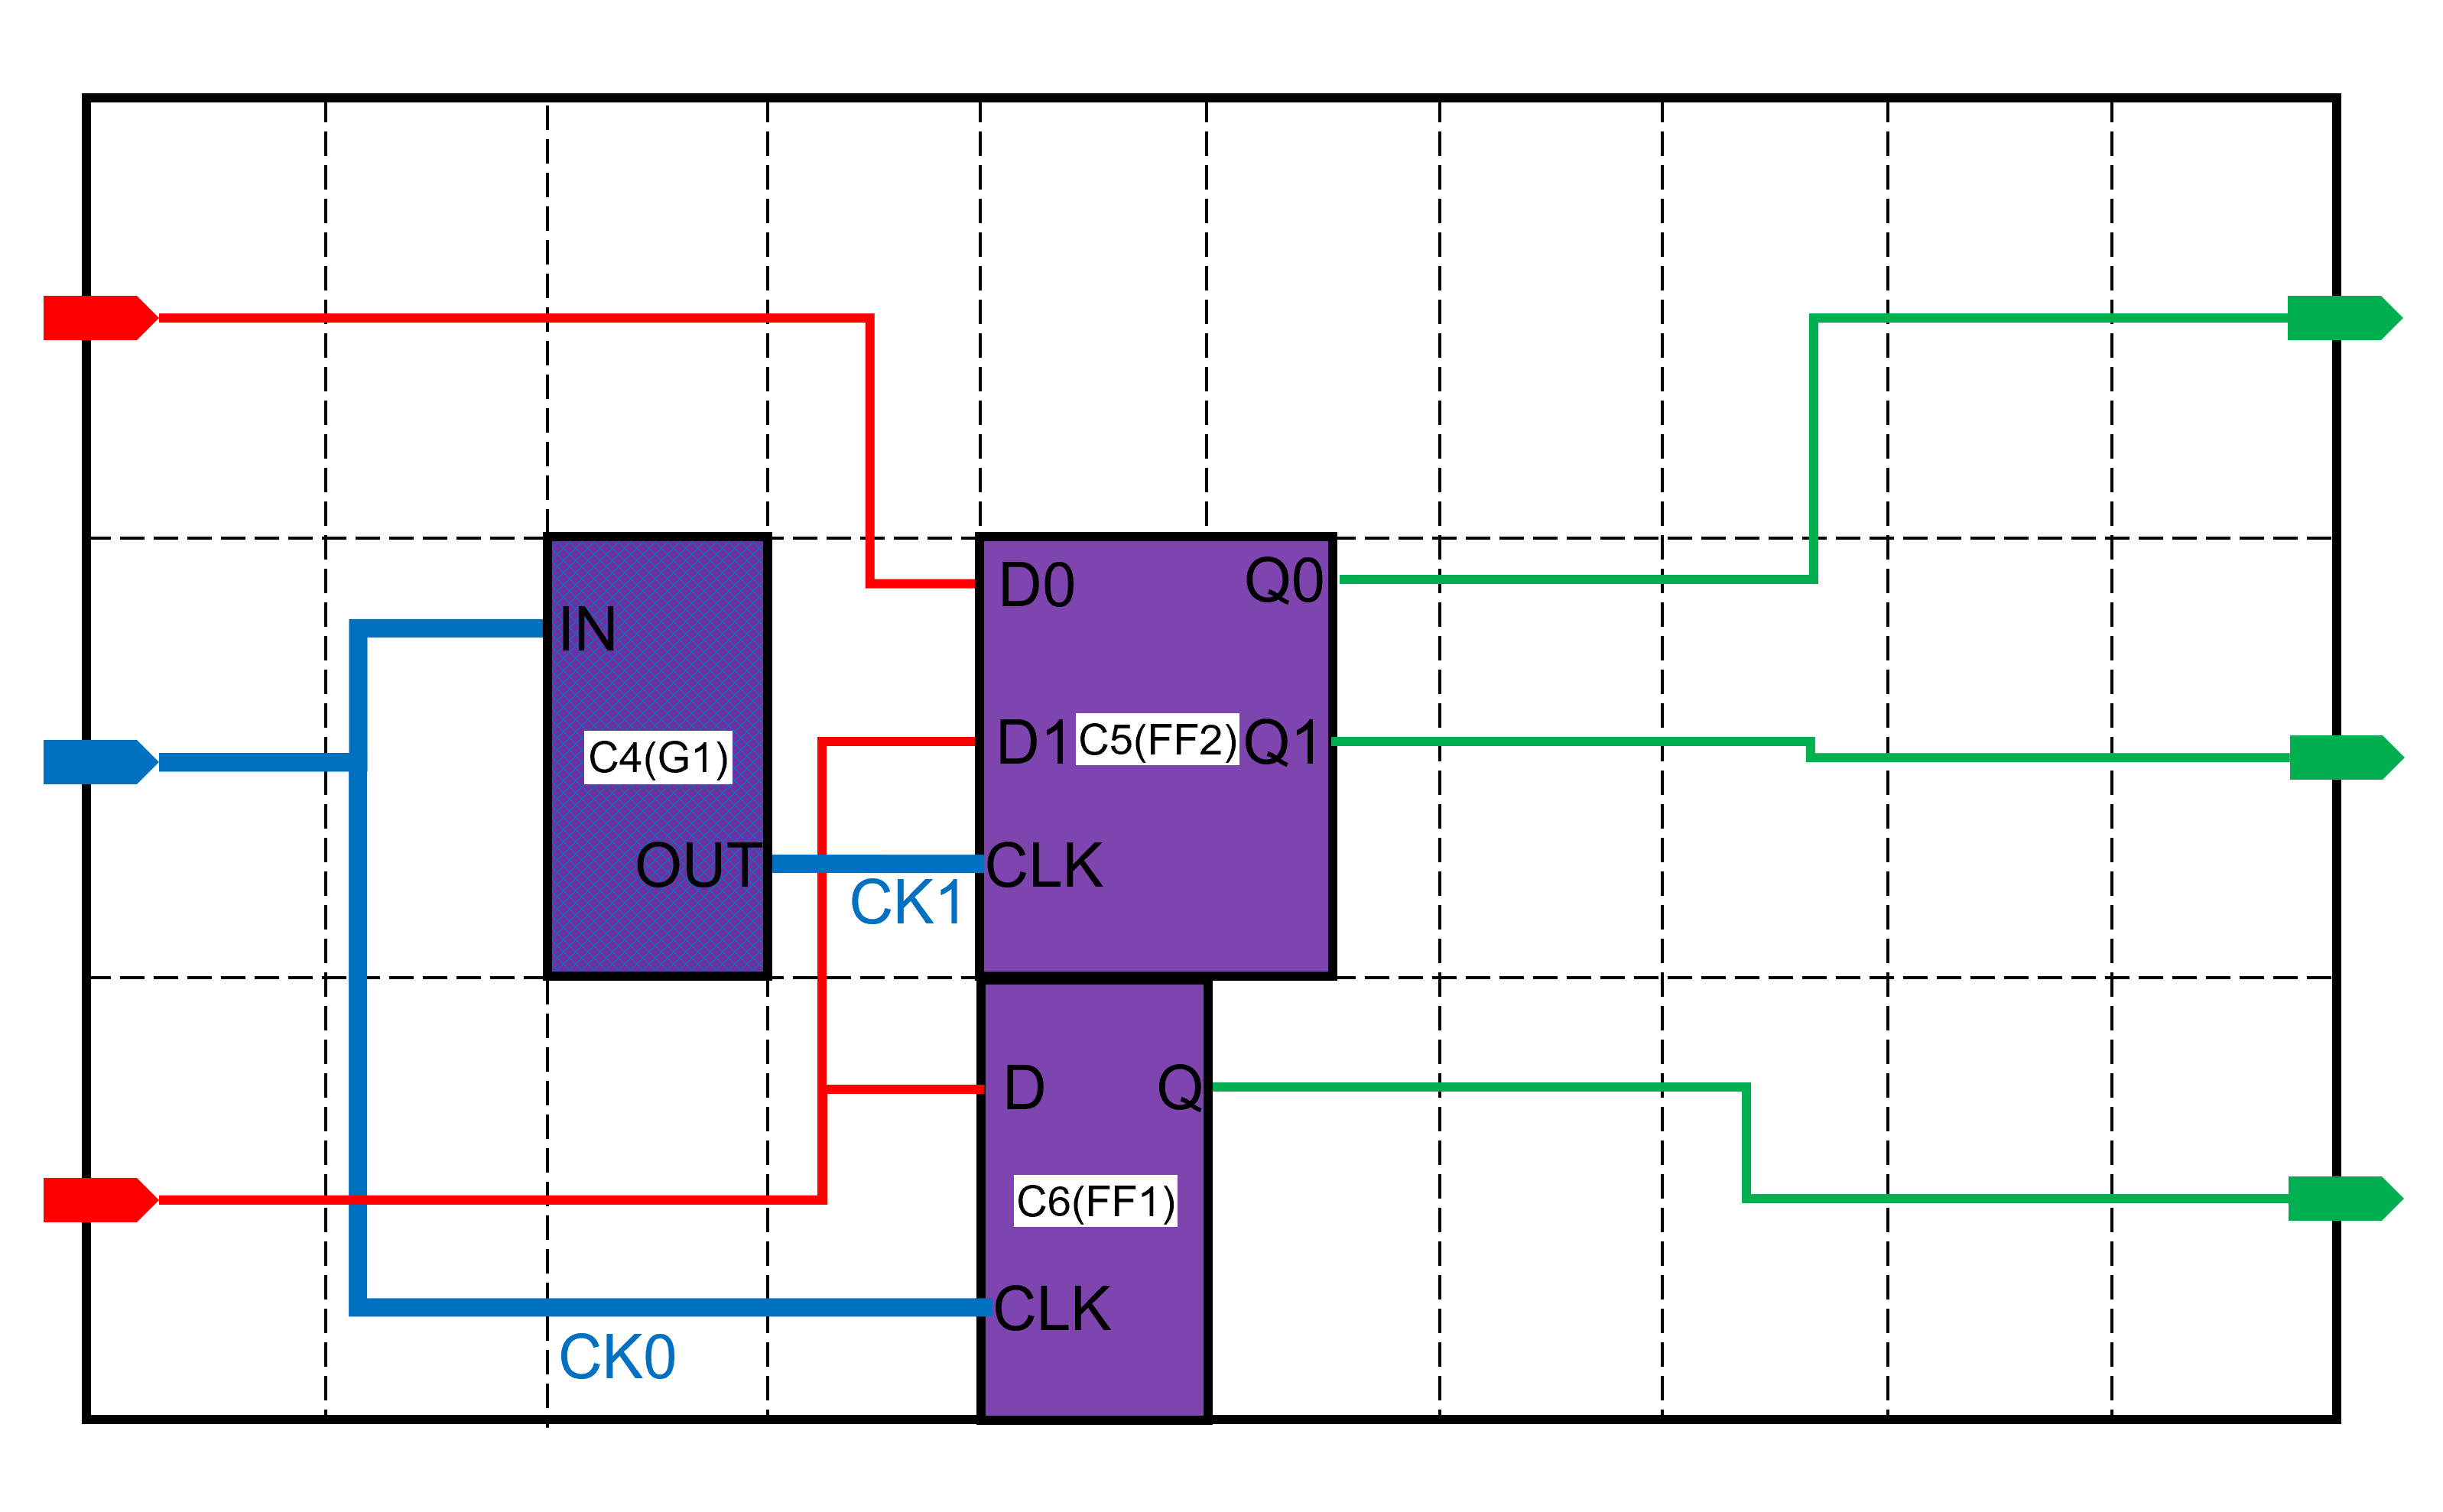 D0
Q0
IN
D1
C5(FF2)
Q1
C4(G1)
OUT
CLK
CK1
D
Q
C6(FF1)
CLK
CK0